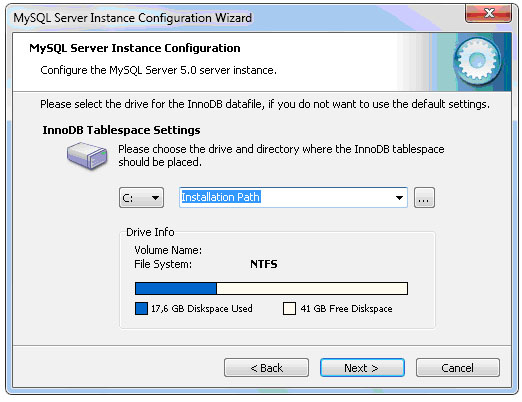 MySQL Server Instance Configuration Wizard
MySQL Server Instance Configuration
Configure the MySQL Server 5.0 server instance.
Please select the drive for the InnoDB datafile, if you do not want to use the default settings.
InnoDB Tablespace Settings
Please choose the drive and directory where the InnoDB tablespace
should be placed.
C: Installation Path ...
Drive Info
Volume Name:
File System: NTFS
17,6 GB Diskspace Used 41 GB Free Diskspace
< Back Next > Cancel